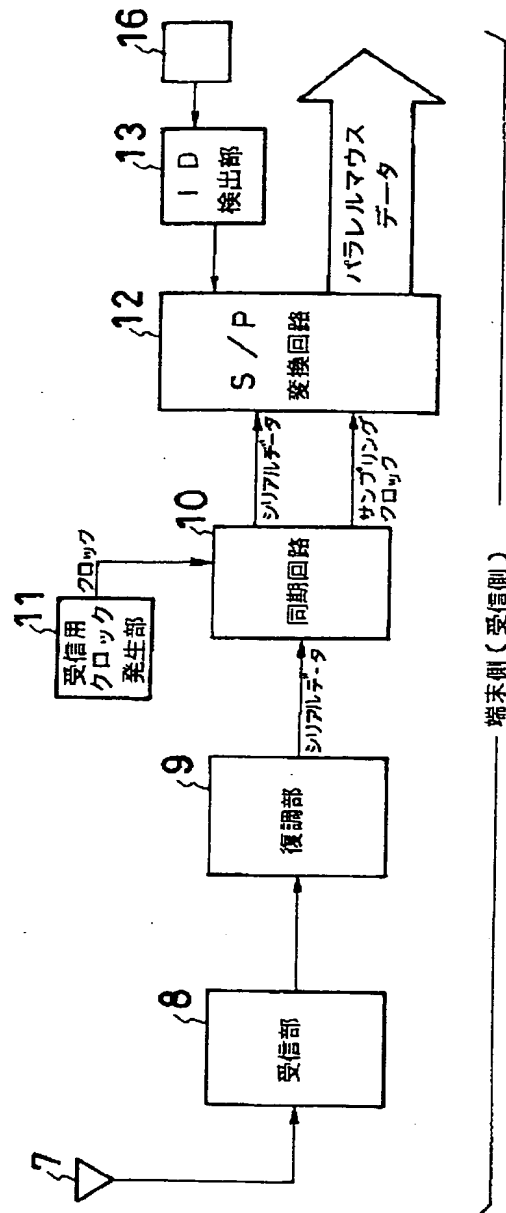 7
8
受信部
9
復調部
シリアルデータ
11
受信用
クロック
発生部
クロック
10
同期回路
シリアルデータ
サンプリング
クロック
12
S/P
変換回路
13
ID
検出部
16
パラレルマウス
データ
端末側(受信側)